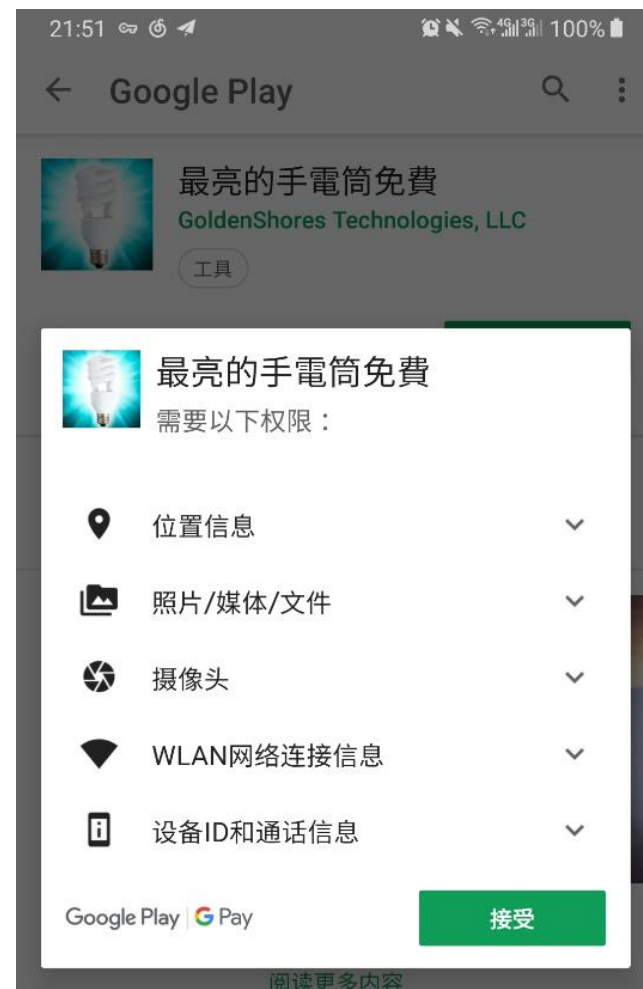 21:51 4G 3G 100%
Google Play
最亮的手電筒免費
GoldenShores Technologies, LLC
工具
最亮的手電筒免費
需要以下权限：
位置信息
照片/媒体/文件
摄像头
WLAN网络连接信息
设备ID和通话信息
Google Play G Pay
接受
阅读更多内容